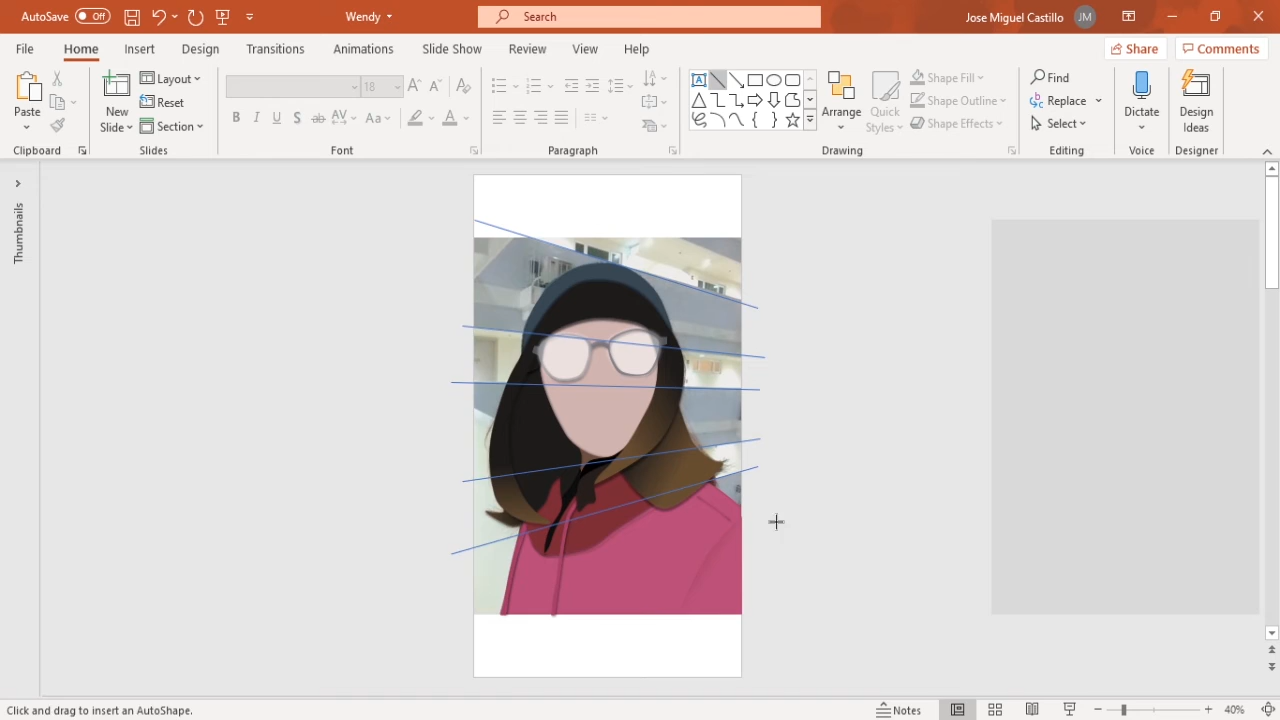 AutoSave Off Wendy Search Jose Miguel Castillo JM
File Home Insert Design Transitions Animations Slide Show Review View Help Share Comments
Paste
New Slide
Layout
Reset
Section
18
B I U S ab AV Aa A
Arrange
Quick Styles
Shape Fill
Shape Outline
Shape Effects
Find
Replace
Select
Dictate
Design Ideas
Clipboard Slides Font Paragraph Drawing Editing Voice Designer
Thumbnails
Click and drag to insert an AutoShape. Notes 40%